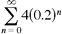 ∞
∑ 4(0.2)ⁿ
n = 0